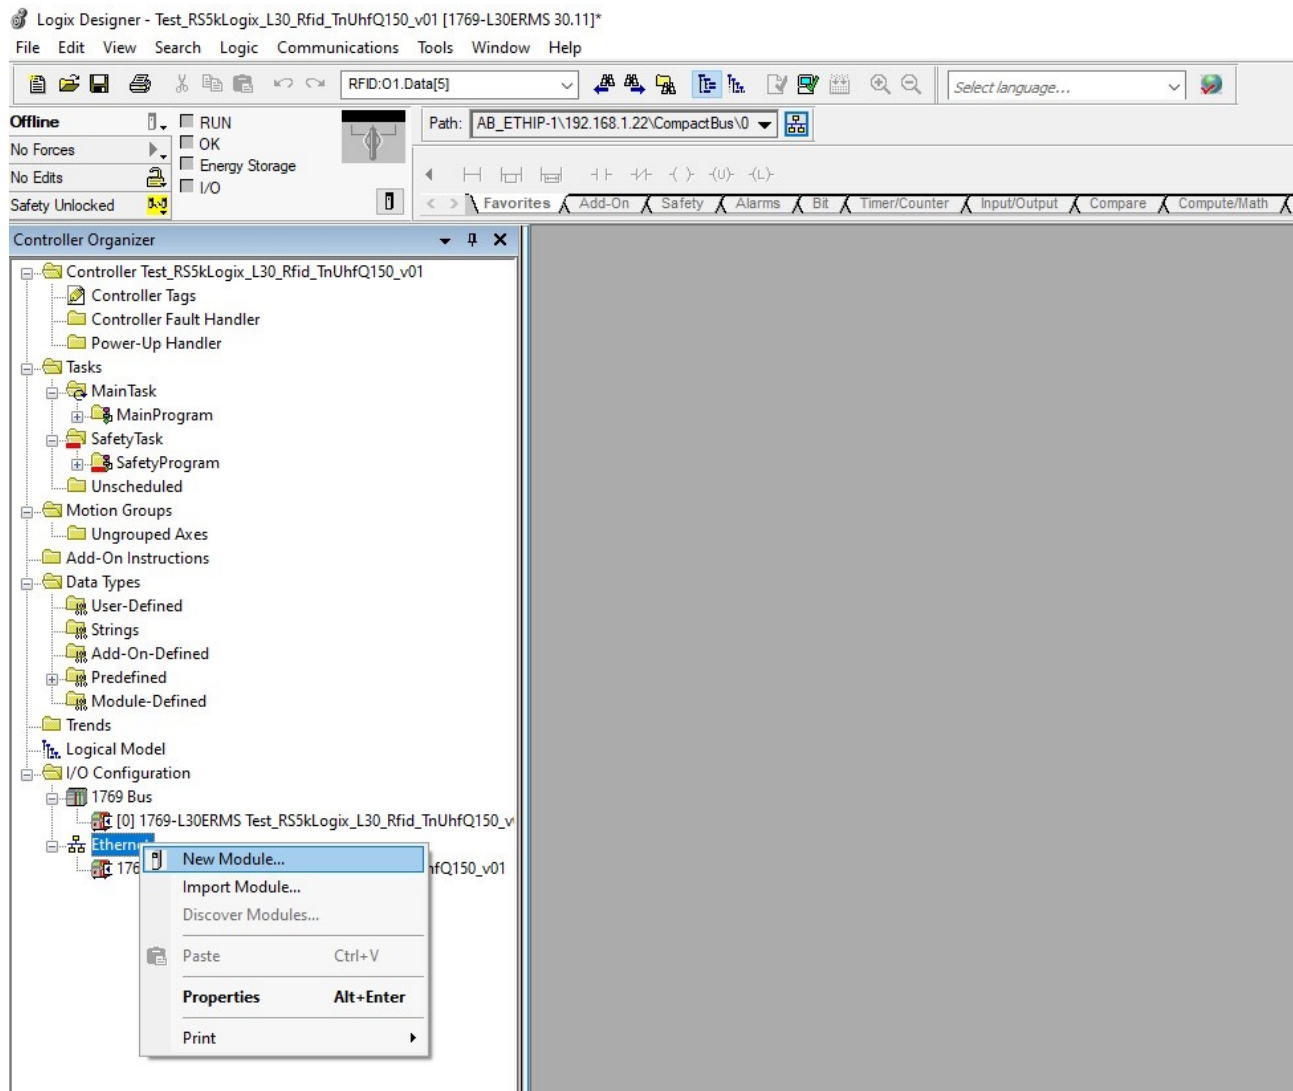 Logix Designer - Test_RS5kLogix_L30_Rfid_TnUhfQ150_v01 [1769-L30ERMS 30.11]*
File Edit View Search Logic Communications Tools Window Help
RFID:O1.Data[5]
Select language...
Offline
RUN
Path: AB_ETHIP-1\192.168.1.22\CompactBus\0
No Forces
OK
No Edits
Energy Storage
I/O
Safety Unlocked
Favorites Add-On Safety Alarms Bit Timer/Counter Input/Output Compare Compute/Math
Controller Organizer
Controller Test_RS5kLogix_L30_Rfid_TnUhfQ150_v01
Controller Tags
Controller Fault Handler
Power-Up Handler
Tasks
MainTask
MainProgram
SafetyTask
SafetyProgram
Unscheduled
Motion Groups
Ungrouped Axes
Add-On Instructions
Data Types
User-Defined
Strings
Add-On-Defined
Predefined
Module-Defined
Trends
Logical Model
I/O Configuration
1769 Bus
[0] 1769-L30ERMS Test_RS5kLogix_L30_Rfid_TnUhfQ150_v
Ethern
New Module...
176
fQ150_v01
Import Module...
Discover Modules...
Paste Ctrl+V
Properties Alt+Enter
Print